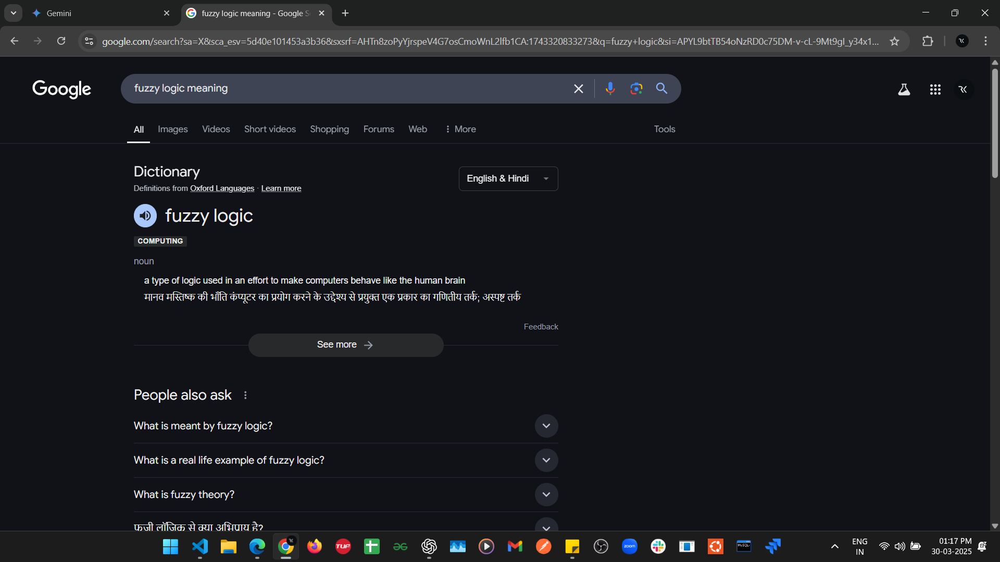 Gemini
fuzzy logic meaning - Google S
google.com/search?sa=X&sca_esv=5d40e101453a3b36&sxsrf=AHTn8zoPyYjrspeV4G7osCmoWnL2lfb1CA:1743320833273&q=fuzzy+logic&si=APYL9btTB54oNzRD0c75DM-v-cL-9Mt9gI_y34x1...
Google
fuzzy logic meaning
All Images Videos Short videos Shopping Forums Web More Tools
Dictionary
English & Hindi
Definitions from Oxford Languages · Learn more
fuzzy logic
COMPUTING
noun
a type of logic used in an effort to make computers behave like the human brain
मानव मस्तिष्क की भाँति कंप्यूटर का प्रयोग करने के उद्देश्य से प्रयुक्त एक प्रकार का गणितीय तर्क; अस्पष्ट तर्क
Feedback
See more
People also ask
What is meant by fuzzy logic?
What is a real life example of fuzzy logic?
What is fuzzy theory?
फजी लॉजिक से क्या अभिप्राय है?
TUF
zoom
MySQL
ENG
IN
01:17 PM
30-03-2025